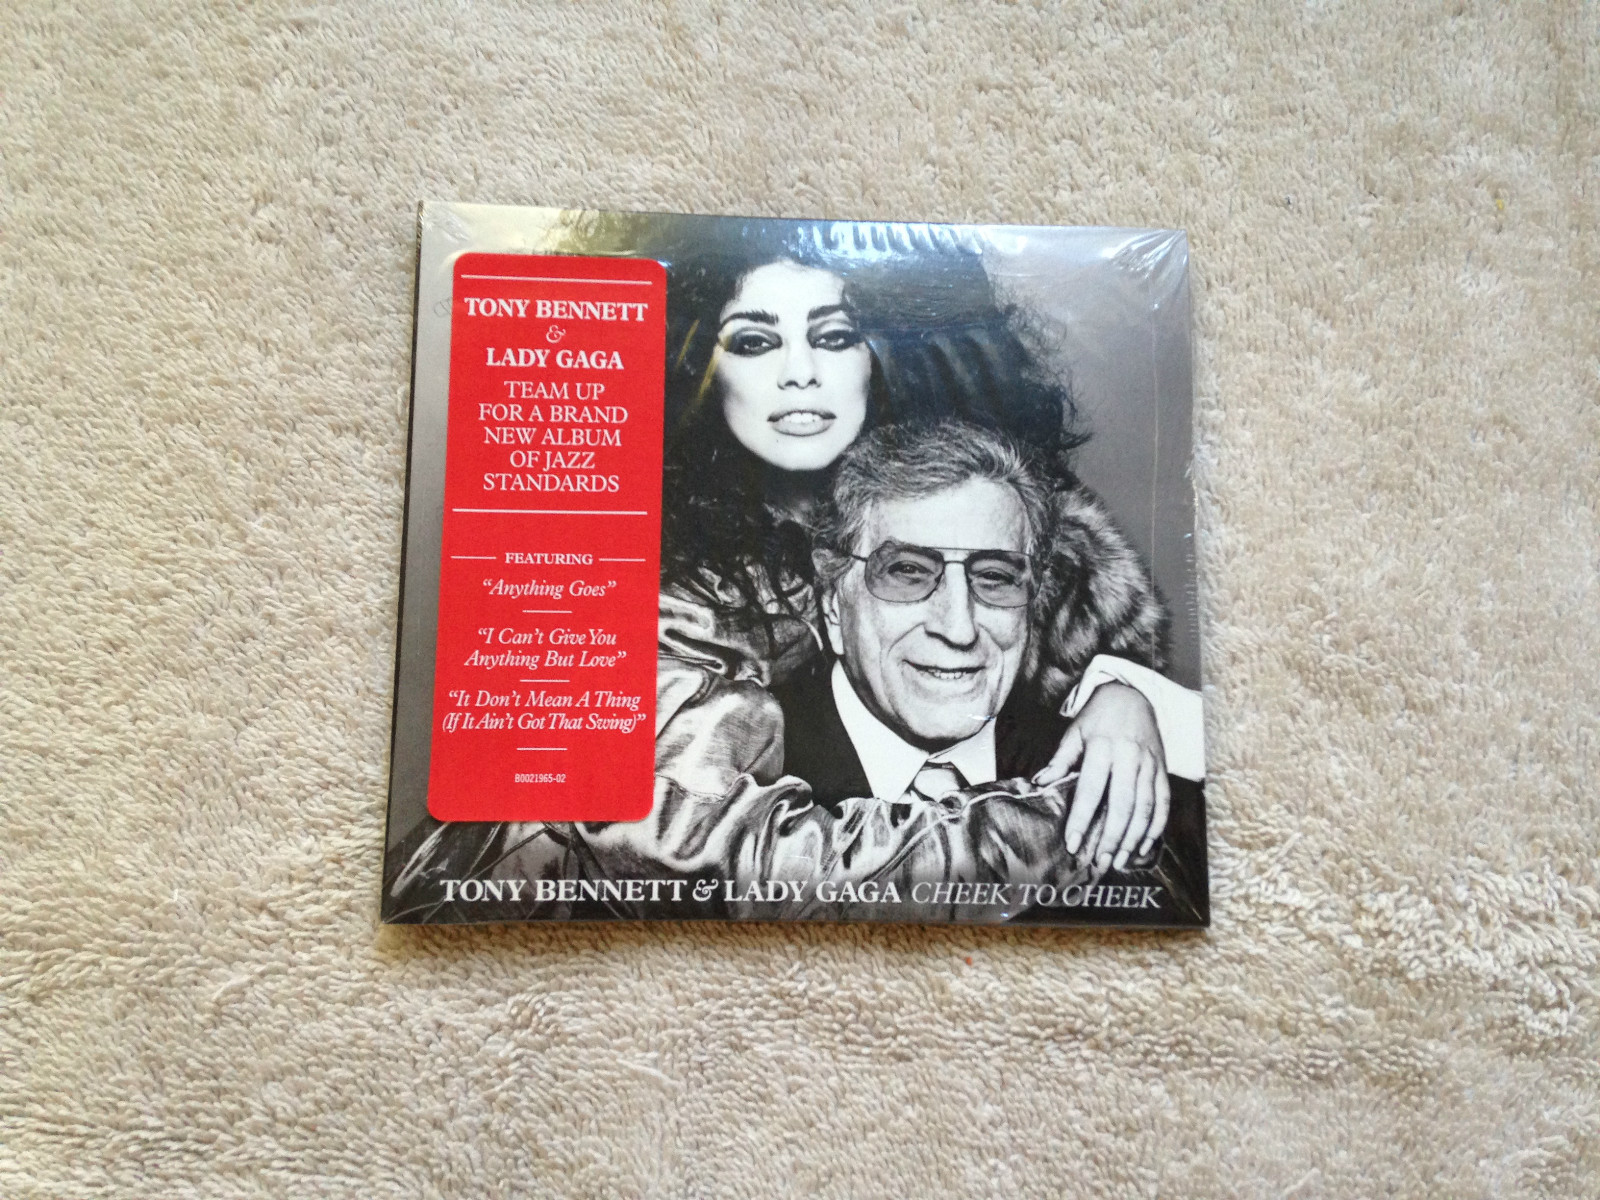 TONY BENNETT
&
LADY GAGA
TEAM UP
FOR A BRAND
NEW ALBUM
OF JAZZ
STANDARDS
FEATURING
“Anything Goes”
“I Can’t Give You
Anything But Love”
“It Don’t Mean A Thing
(If It Ain’t Got That Swing)”
B0021965-02
TONY BENNETT & LADY GAGA CHEEK TO CHEEK